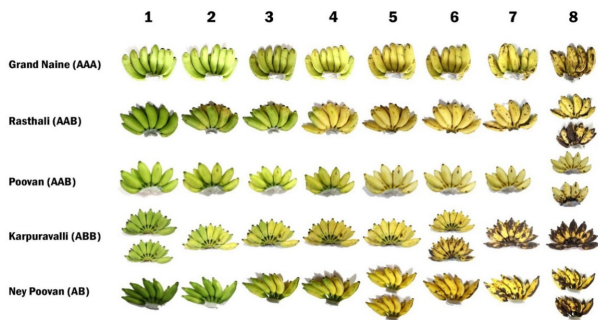 1 2 3 4 5 6 7 8
Grand Naine (AAA)
Rasthali (AAB)
Poovan (AAB)
Karpuravalli (ABB)
Ney Poovan (AB)